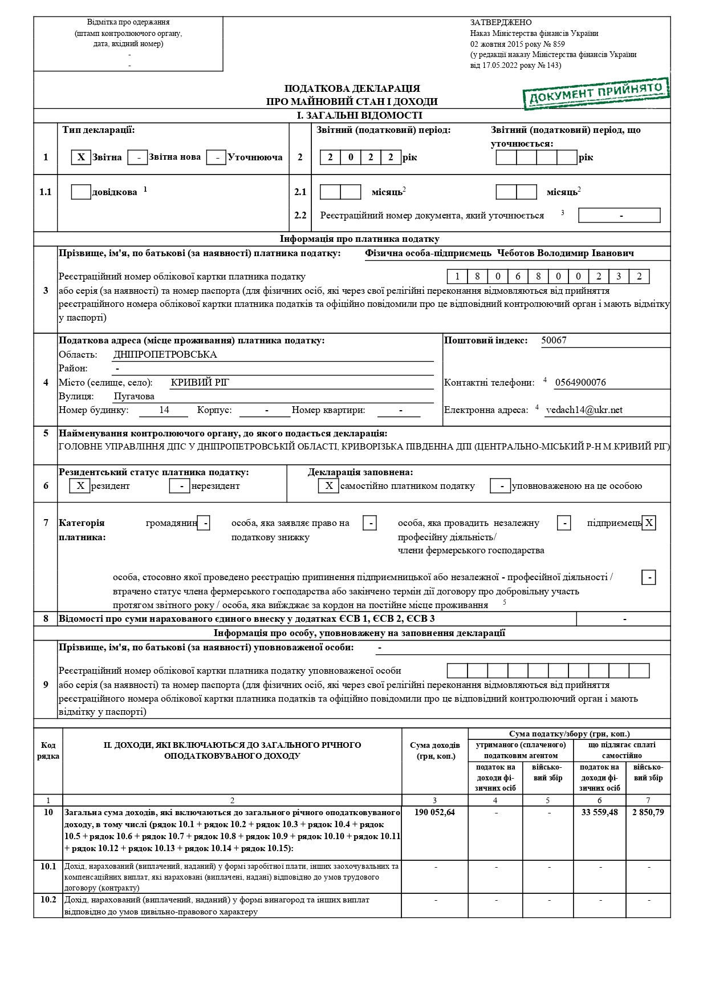 Відмітка про одержання
(штамп контролюючого органу,
дата, вхідний номер)
-
-
ЗАТВЕРДЖЕНО
Наказ Міністерства фінансів України
02 жовтня 2015 року № 859
(у редакції наказу Міністерства фінансів України
від 17.05.2022 року № 143)
ПОДАТКОВА ДЕКЛАРАЦІЯ
ПРО МАЙНОВИЙ СТАН І ДОХОДИ
ДОКУМЕНТ ПРИЙНЯТО
І. ЗАГАЛЬНІ ВІДОМОСТІ
Тип декларації:
1 X Звітна - Звітна нова - Уточнююча
Звітний (податковий) період:
2 2 0 2 2 рік
2
Звітний (податковий) період, що
уточнюється:
рік
1.1 довідкова 1
2.1 місяць2 місяць2
2.2 Реєстраційний номер документа, який уточнюється 3 -
Інформація про платника податку
Прізвище, ім'я, по батькові (за наявності) платника податку: Фізична особа-підприємець Чеботов Володимир Іванович
Реєстраційний номер облікової картки платника податку 1 8 0 6 8 0 0 2 3 2
3 або серія (за наявності) та номер паспорта (для фізичних осіб, які через свої релігійні переконання відмовляються від прийняття
реєстраційного номера облікової картки платника податків та офіційно повідомили про це відповідний контролюючий орган і мають відмітку
у паспорті)
Податкова адреса (місце проживання) платника податку: Поштовий індекс: 50067
Область: ДНІПРОПЕТРОВСЬКА
Район: -
4 Місто (селище, село): КРИВИЙ РІГ Контактні телефони: 4 0564900076
Вулиця: Пугачова
Номер будинку: 14 Корпус: - Номер квартири: - Електронна адреса: 4 vedach14@ukr.net
5 Найменування контролюючого органу, до якого подається декларація:
ГОЛОВНЕ УПРАВЛІННЯ ДПС У ДНІПРОПЕТРОВСЬКІЙ ОБЛАСТІ, КРИВОРІЗЬКА ПІВДЕННА ДПІ (ЦЕНТРАЛЬНО-МІСЬКИЙ Р-Н М.КРИВИЙ РІГ)
Резидентський статус платника податку: Декларація заповнена:
6 X резидент - нерезидент X самостійно платником податку - уповноваженою на це особою
7 Категорія громадянин - особа, яка заявляє право на - особа, яка провадить незалежну - підприємець X
платника: податкову знижку професійну діяльність/
члени фермерського господарства
особа, стосовно якої проведено реєстрацію припинення підприємницької або незалежної - професійної діяльності / -
втрачено статус члена фермерського господарства або закінчено термін дії договору про добровільну участь
протягом звітного року / особа, яка виїжджає за кордон на постійне місце проживання 5
8 Відомості про суми нарахованого єдиного внеску у додатках ЄСВ 1, ЄСВ 2, ЄСВ 3 -
Інформація про особу, уповноважену на заповнення декларації
Прізвище, ім'я, по батькові (за наявності) уповноваженої особи: -
Реєстраційний номер облікової картки платника податку уповноваженої особи
9 або серія (за наявності) та номер паспорта (для фізичних осіб, які через свої релігійні переконання відмовляються від прийняття
реєстраційного номера облікової картки платника податків та офіційно повідомили про це відповідний контролюючий орган і мають
відмітку у паспорті)
Код
рядка
ІІ. ДОХОДИ, ЯКІ ВКЛЮЧАЮТЬСЯ ДО ЗАГАЛЬНОГО РІЧНОГО
ОПОДАТКОВУВАНОГО ДОХОДУ
Сума доходів
(грн, коп.)
Сума податку/збору (грн, коп.)
утриманого (сплаченого)
податковим агентом
що підлягає сплаті
самостійно
податок на
доходи фі-
зичних осіб
військо-
вий збір
податок на
доходи фі-
зичних осіб
військо-
вий збір
1 2 3 4 5 6 7
10 Загальна сума доходів, які включаються до загального річного оподатковуваного 190 052,64 - - 33 559,48 2 850,79
доходу, в тому числі (рядок 10.1 + рядок 10.2 + рядок 10.3 + рядок 10.4 + рядок
10.5 + рядок 10.6 + рядок 10.7 + рядок 10.8 + рядок 10.9 + рядок 10.10 + рядок 10.11
+ рядок 10.12 + рядок 10.13 + рядок 10.14 + рядок 10.15):
10.1 Дохід, нарахований (виплачений, наданий) у формі заробітної плати, інших заохочувальних та - - - - -
компенсаційних виплат, які нараховані (виплачені, надані) відповідно до умов трудового
договору (контракту)
10.2 Дохід, нарахований (виплачений, наданий) у формі винагород та інших виплат - - - - -
відповідно до умов цивільно-правового характеру